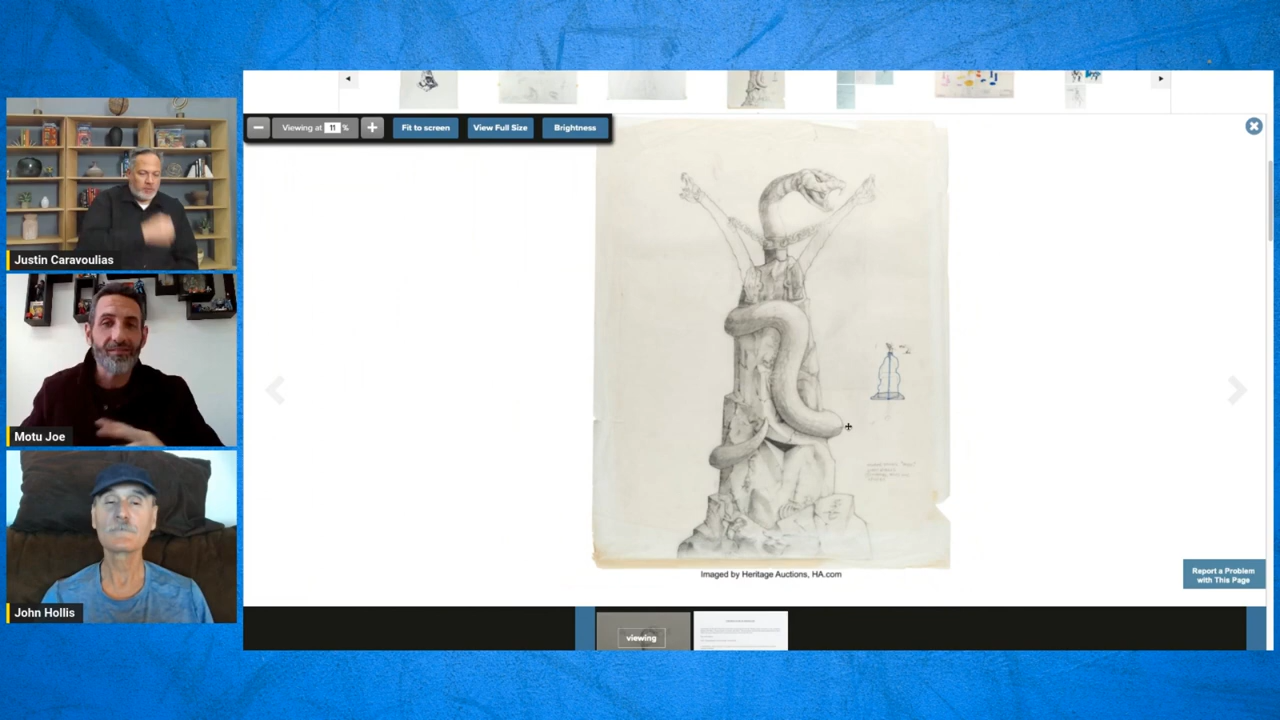 Viewing at 11 %
Fit to screen
View Full Size
Brightness
Justin Caravoulias
Motu Joe
John Hollis
Imaged by Heritage Auctions, HA.com
Report a Problem
with This Page
viewing